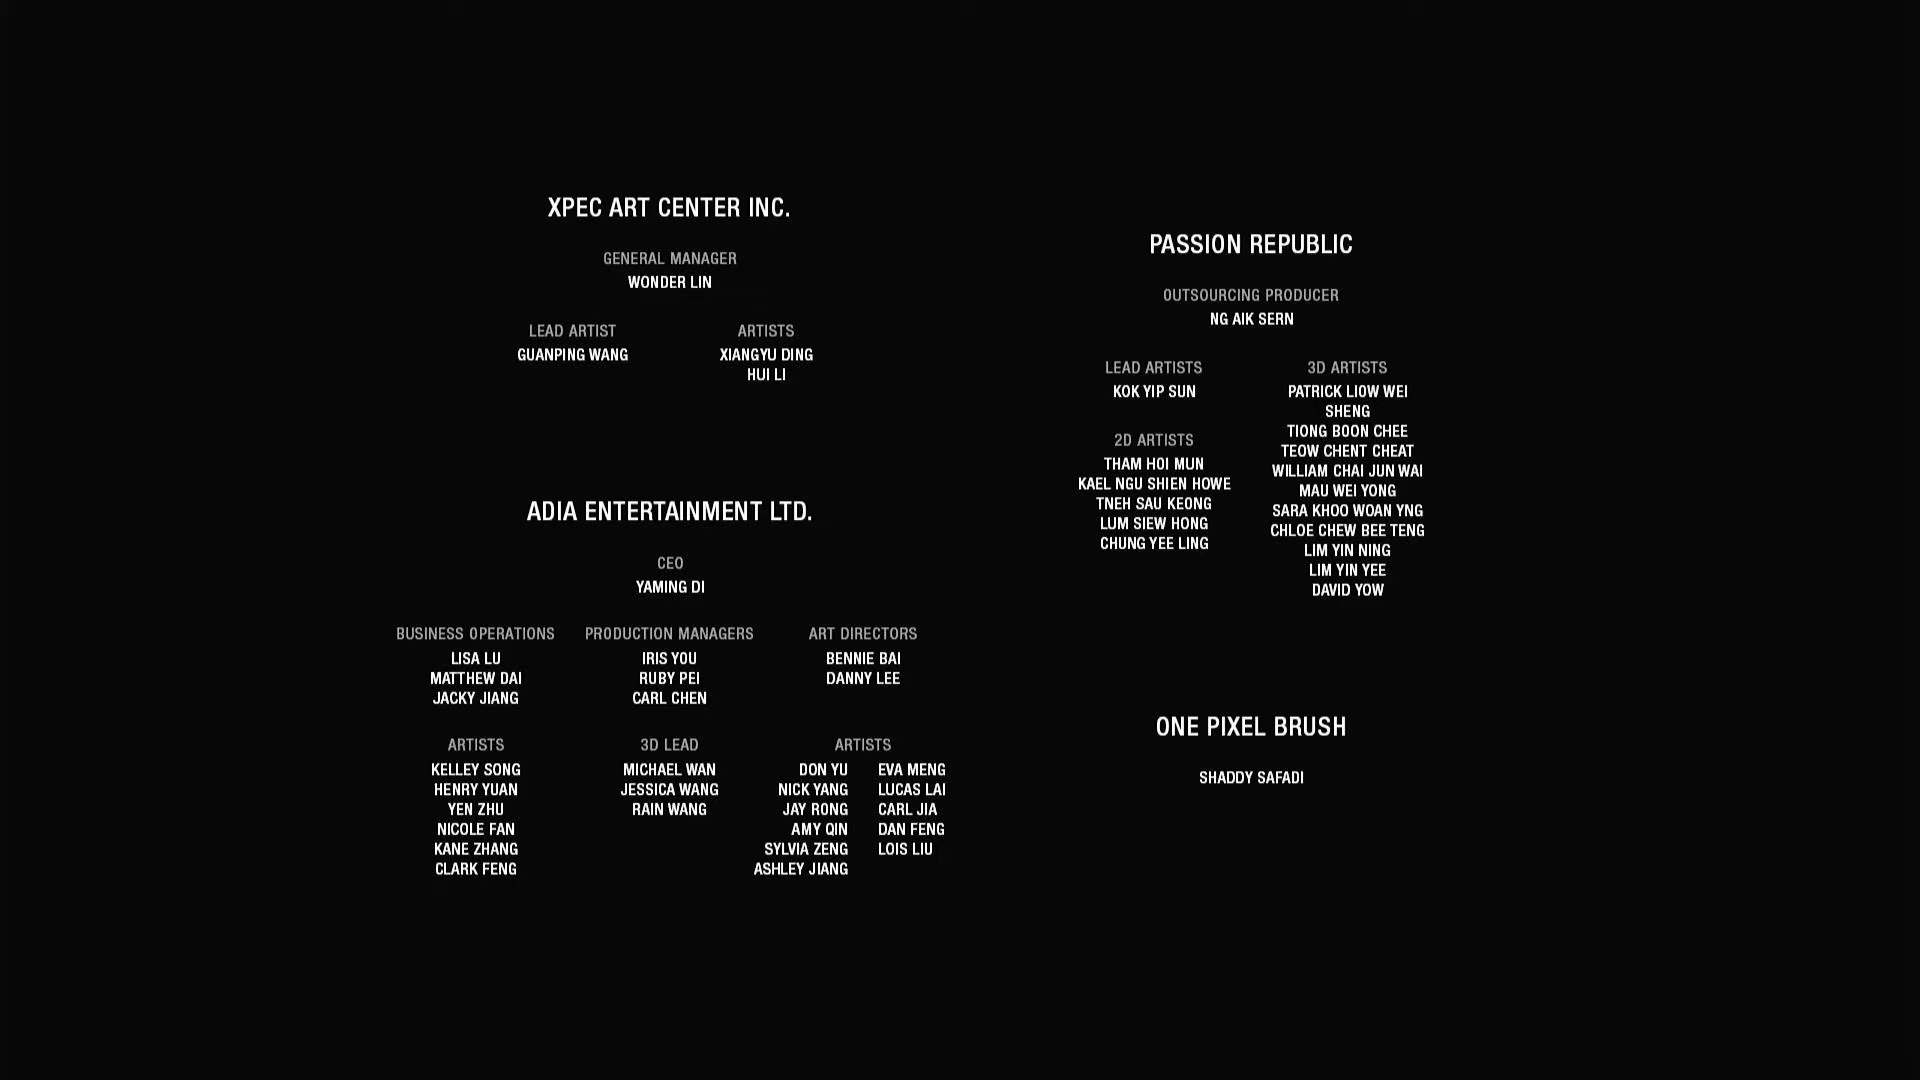 XPEC ART CENTER INC.
GENERAL MANAGER
WONDER LIN
LEAD ARTIST
GUANPING WANG
ARTISTS
XIANGYU DING
HUI LI
ADIA ENTERTAINMENT LTD.
CEO
YAMING DI
BUSINESS OPERATIONS
LISA LU
MATTHEW DAI
JACKY JIANG
PRODUCTION MANAGERS
IRIS YOU
RUBY PEI
CARL CHEN
ART DIRECTORS
BENNIE BAI
DANNY LEE
ARTISTS
KELLEY SONG
HENRY YUAN
YEN ZHU
NICOLE FAN
KANE ZHANG
CLARK FENG
3D LEAD
MICHAEL WAN
JESSICA WANG
RAIN WANG
ARTISTS
DON YU
NICK YANG
JAY RONG
AMY QIN
SYLVIA ZENG
ASHLEY JIANG
EVA MENG
LUCAS LAI
CARL JIA
DAN FENG
LOIS LIU
PASSION REPUBLIC
OUTSOURCING PRODUCER
NG AIK SERN
LEAD ARTISTS
KOK YIP SUN
2D ARTISTS
THAM HOI MUN
KAEL NGU SHIEN HOWE
TNEH SAU KEONG
LUM SIEW HONG
CHUNG YEE LING
3D ARTISTS
PATRICK LIOW WEI
SHENG
TIONG BOON CHEE
TEOW CHENT CHEAT
WILLIAM CHAI JUN WAI
MAU WEI YONG
SARA KHOO WOAN YNG
CHLOE CHEW BEE TENG
LIM YIN NING
LIM YIN YEE
DAVID YOW
ONE PIXEL BRUSH
SHADDY SAFADI